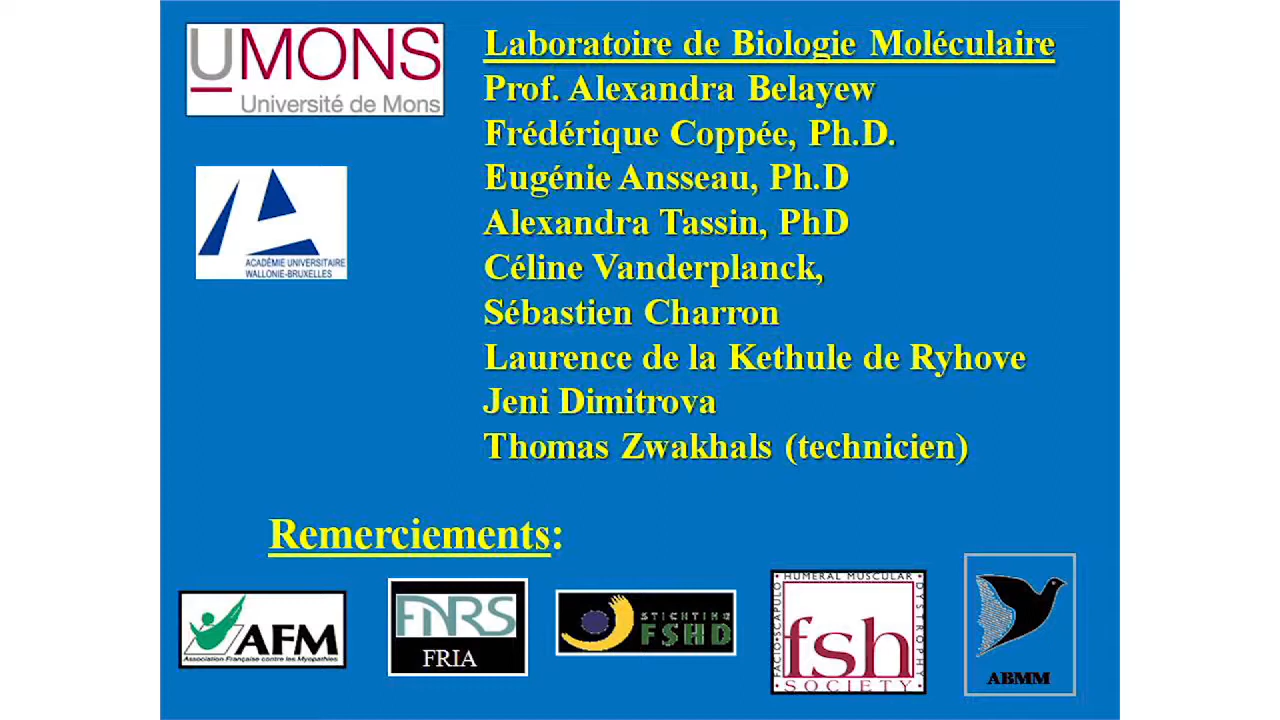 UMONS
Université de Mons
ACADÉMIE UNIVERSITAIRE
WALLONIE-BRUXELLES
Laboratoire de Biologie Moléculaire
Prof. Alexandra Belayew
Frédérique Coppée, Ph.D.
Eugénie Ansseau, Ph.D
Alexandra Tassin, PhD
Céline Vanderplanck,
Sébastien Charron
Laurence de la Kethule de Ryhove
Jeni Dimitrova
Thomas Zwakhals (technicien)
Remerciements:
AFM
Association Française contre les Myopathies
FNRS
FRIA
STICHTING
FSHD
FACIO•SCAPULO
HUMERAL MUSCULAR
DYSTROPHY
fsh
SOCIETY
ABMM